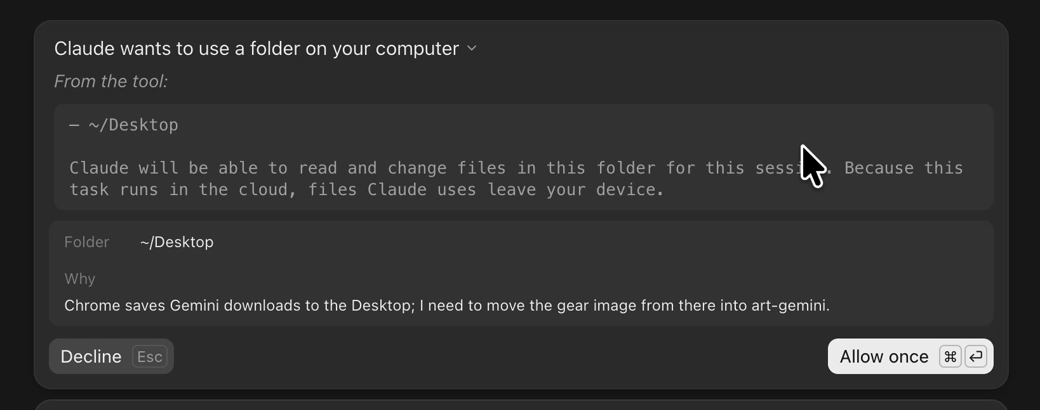 Claude wants to use a folder on your computer
From the tool:
— ~/Desktop
Claude will be able to read and change files in this folder for this . Because this
task runs in the cloud, files Claude uses leave your device.
Folder ~/Desktop
Why
Chrome saves Gemini downloads to the Desktop; I need to move the gear image from there into art-gemini.
Decline Esc
Allow once ⌘ ↵